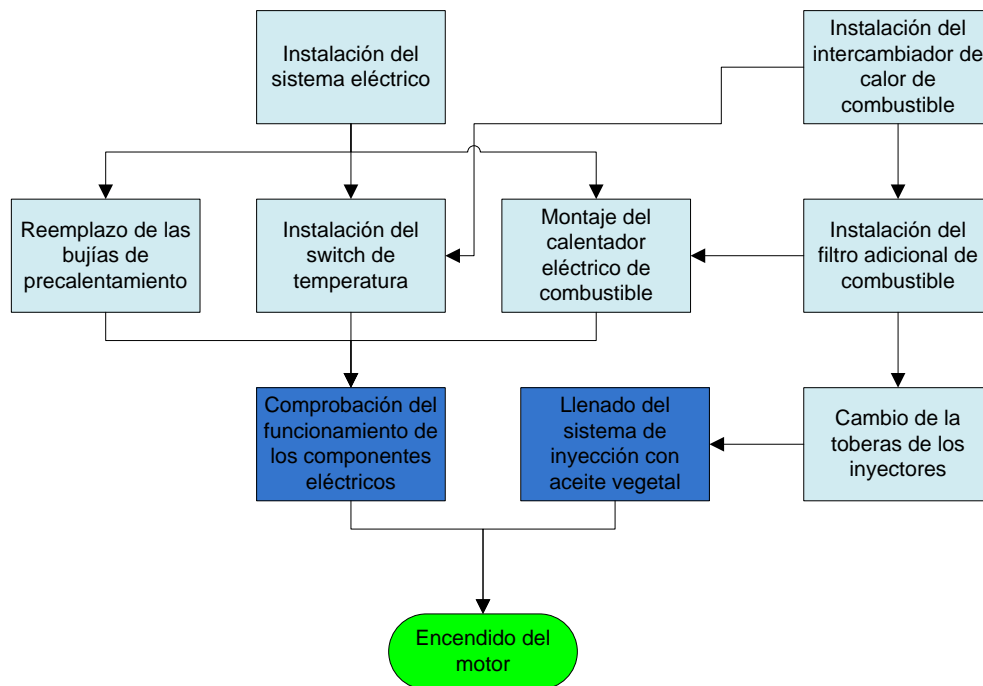 Instalación del
sistema eléctrico
Instalación del
intercambiador de
calor de
combustible
Reemplazo de las
bujías de
precalentamiento
Instalación del
switch de
temperatura
Montaje del
calentador
eléctrico de
combustible
Instalación del
filtro adicional de
combustible
Comprobación del
funcionamiento de
los componentes
eléctricos
Llenado del
sistema de
inyección con
aceite vegetal
Cambio de la
toberas de los
inyectores
Encendido del
motor